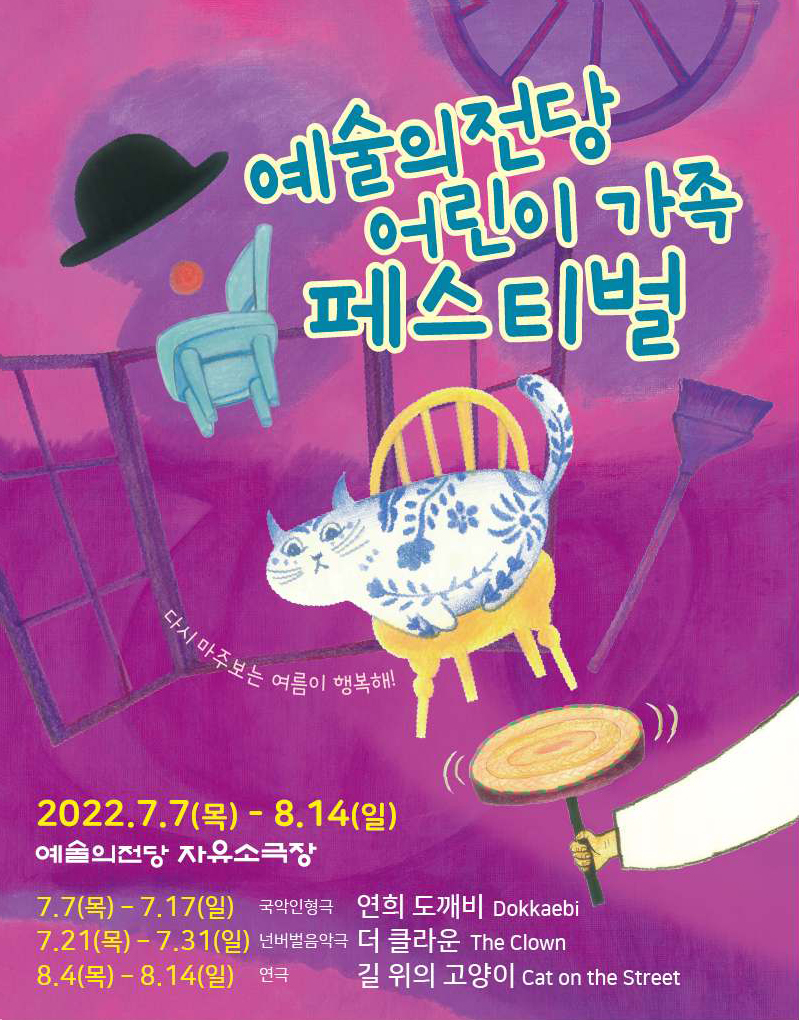 예술의전당
어린이 가족
페스티벌
다시 마주보는 여름이 행복해!
2022.7.7(목) - 8.14(일)
예술의전당 자유소극장
7.7(목) - 7.17(일) 국악인형극 연희 도깨비 Dokkaebi
7.21(목) - 7.31(일) 넌버벌음악극 더 클라운 The Clown
8.4(목) - 8.14(일) 연극 길 위의 고양이 Cat on the Street